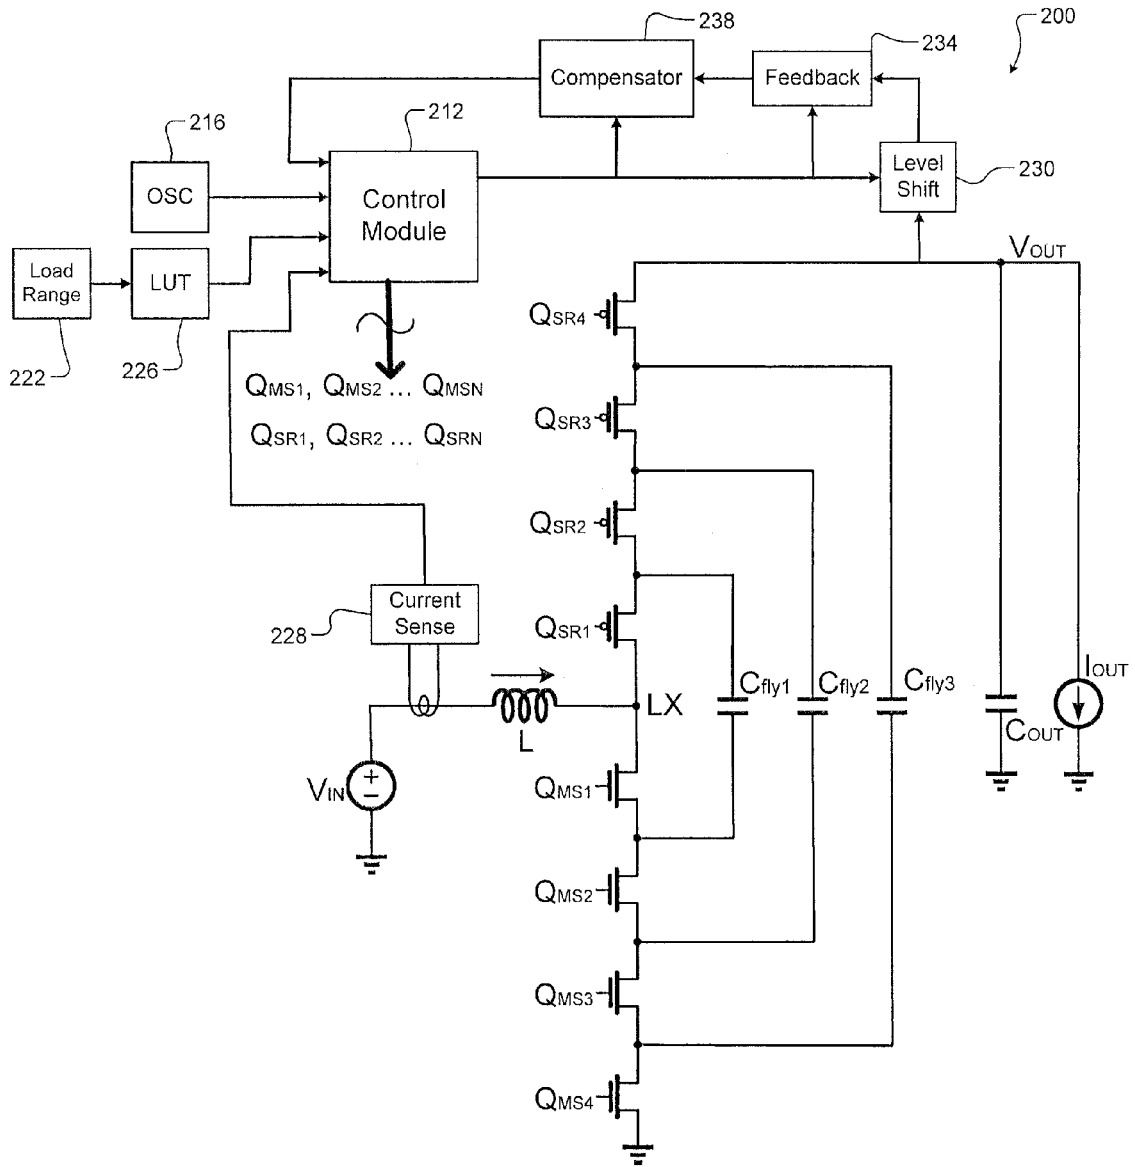 238
234
200
Compensator
Feedback
216
212
Level
Shift
230
OSC
Control
Module
Load
Range
LUT
222
226
VOUT
QSR4
QMS1, QMS2 ... QMSN
QSR1, QSR2 ... QSRN
QSR3
QSR2
Current
Sense
228
QSR1
Cfly1
Cfly2
Cfly3
IOUT
LX
L
COUT
VIN
+
−
QMS1
QMS2
QMS3
QMS4